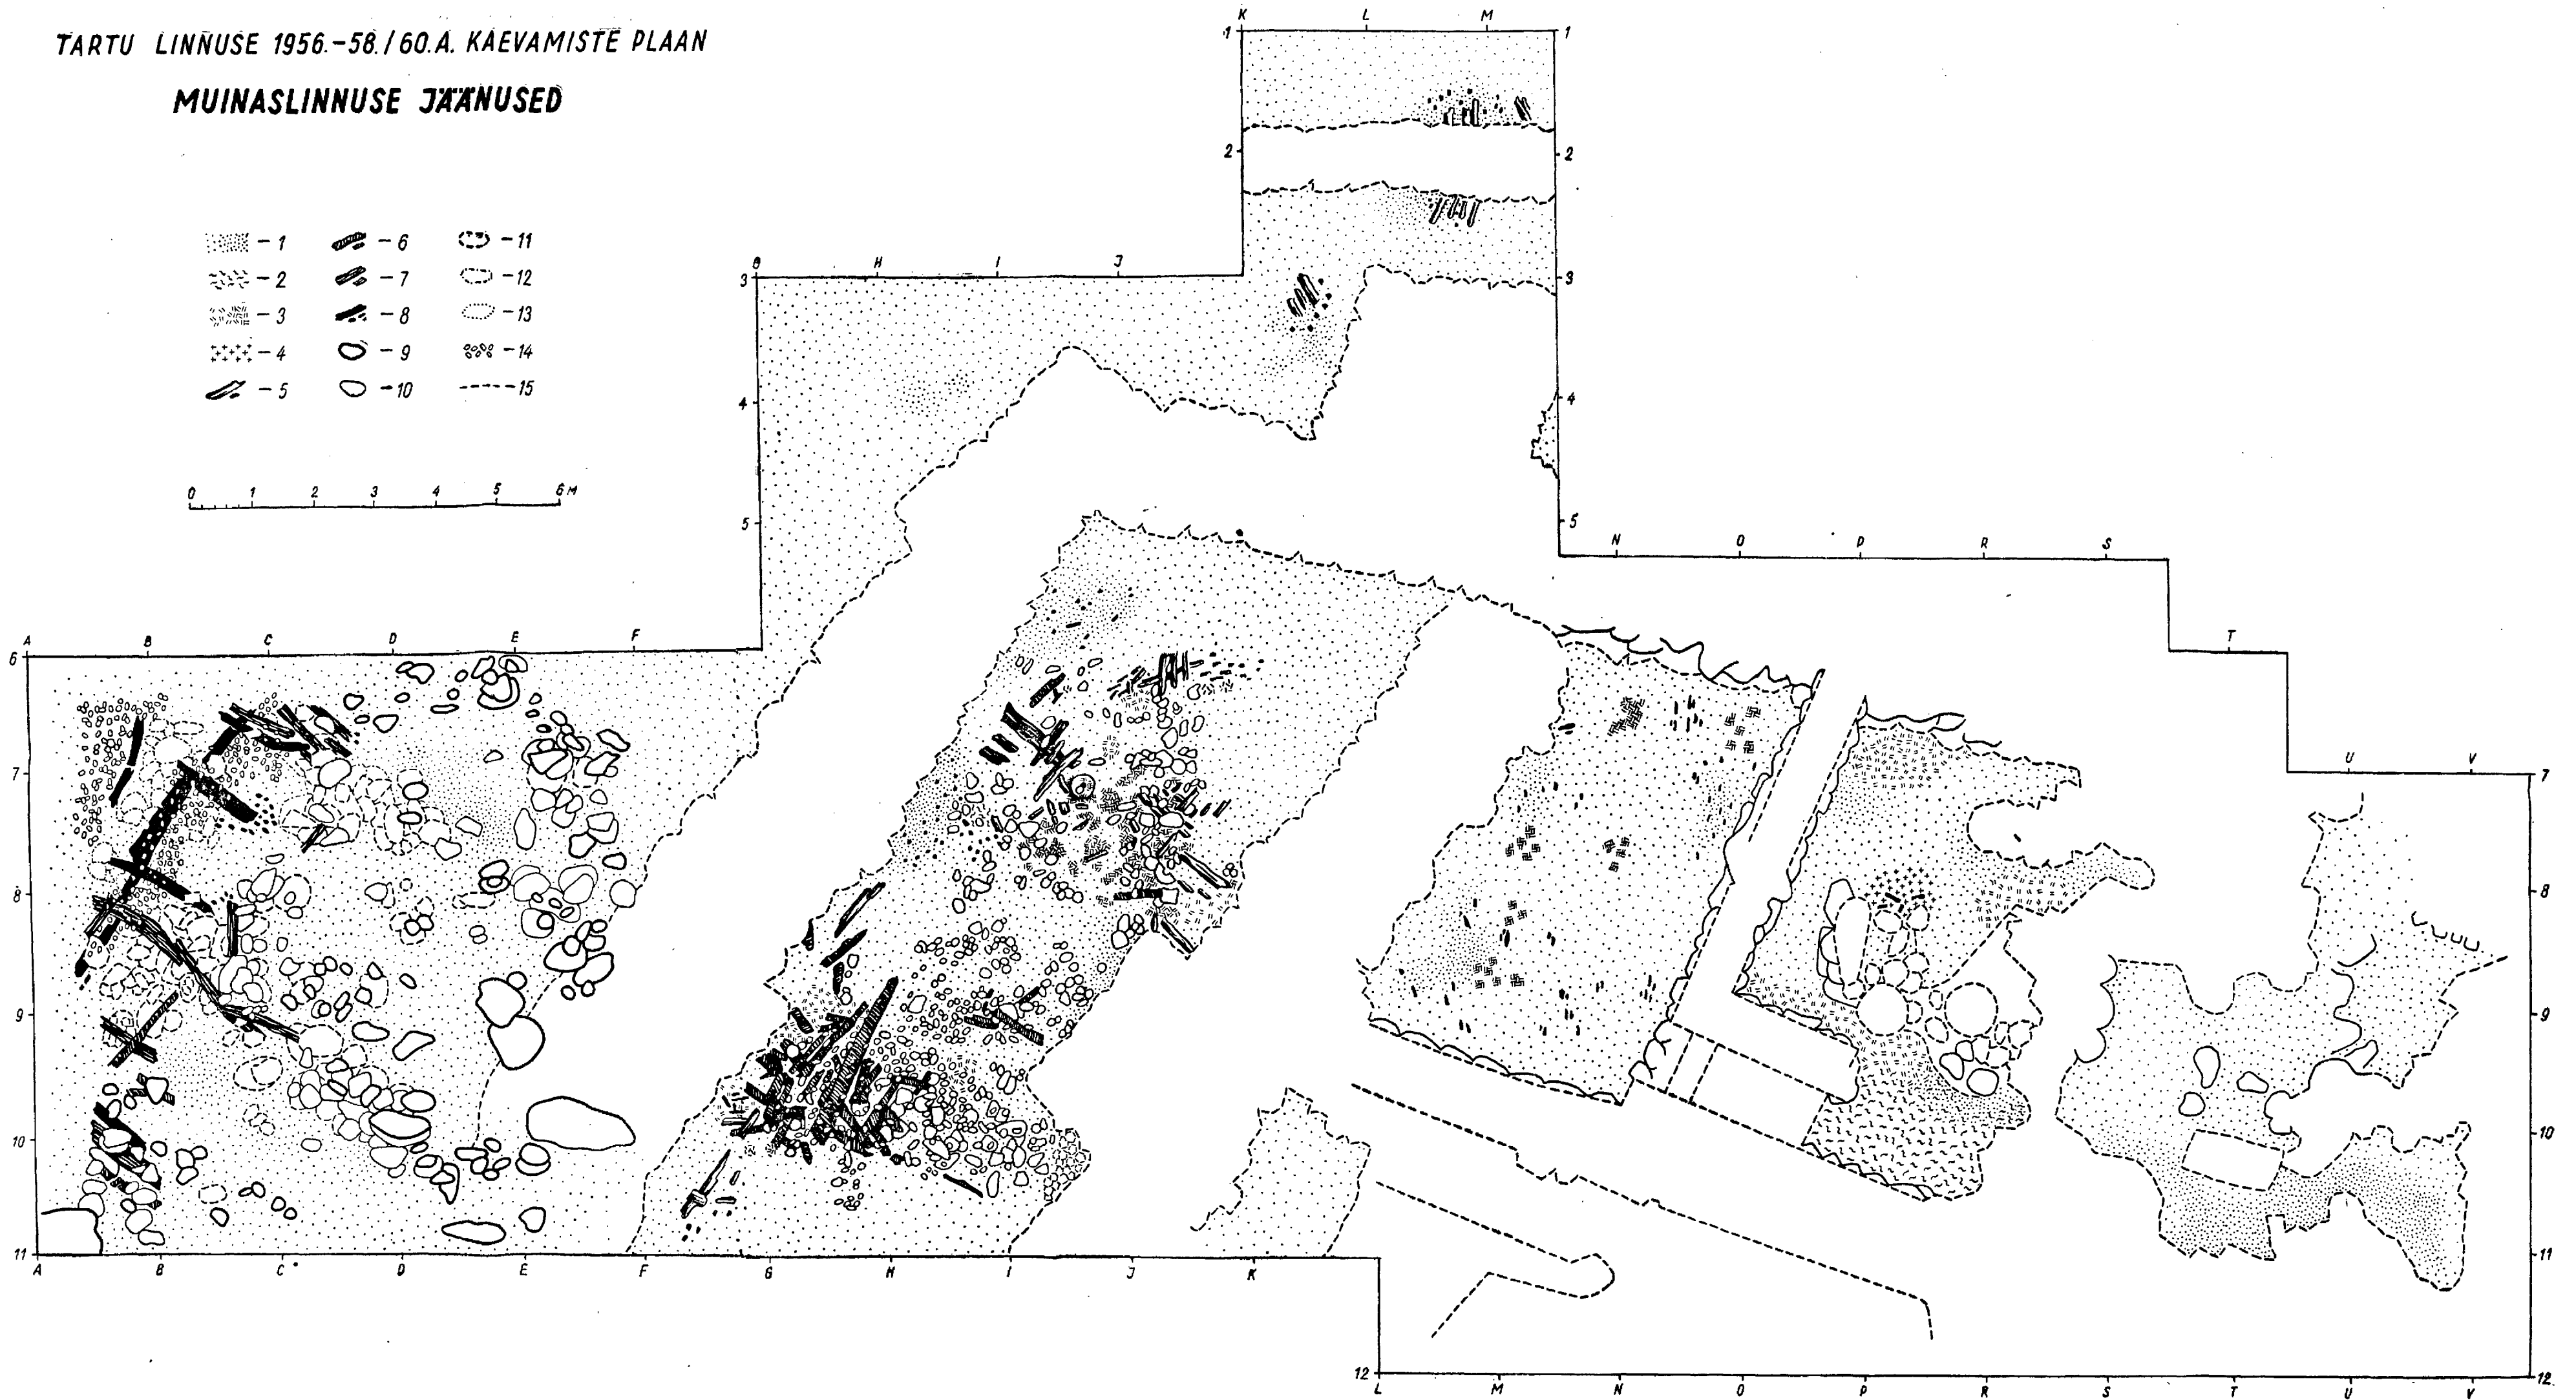 TARTU LINNUSE 1956.-58./60.A. KAEVAMISTE PLAAN
MUINASLINNUSE JÄÄNUSED
- 1 - 6 - 11
- 2 - 7 - 12
- 3 - 8 - 13
- 4 - 9 - 14
- 5 - 10 - 15
0 1 2 3 4 5 6 M
K L M
1 1
2 2
G H I J
3 3
4 4
5 5
N O P R S
A B C D E F
T
6
U V
7 7
8 8
9 9
10 10
11 11
A B C D E F G H I J K
12 12
L M N O P R S T U V